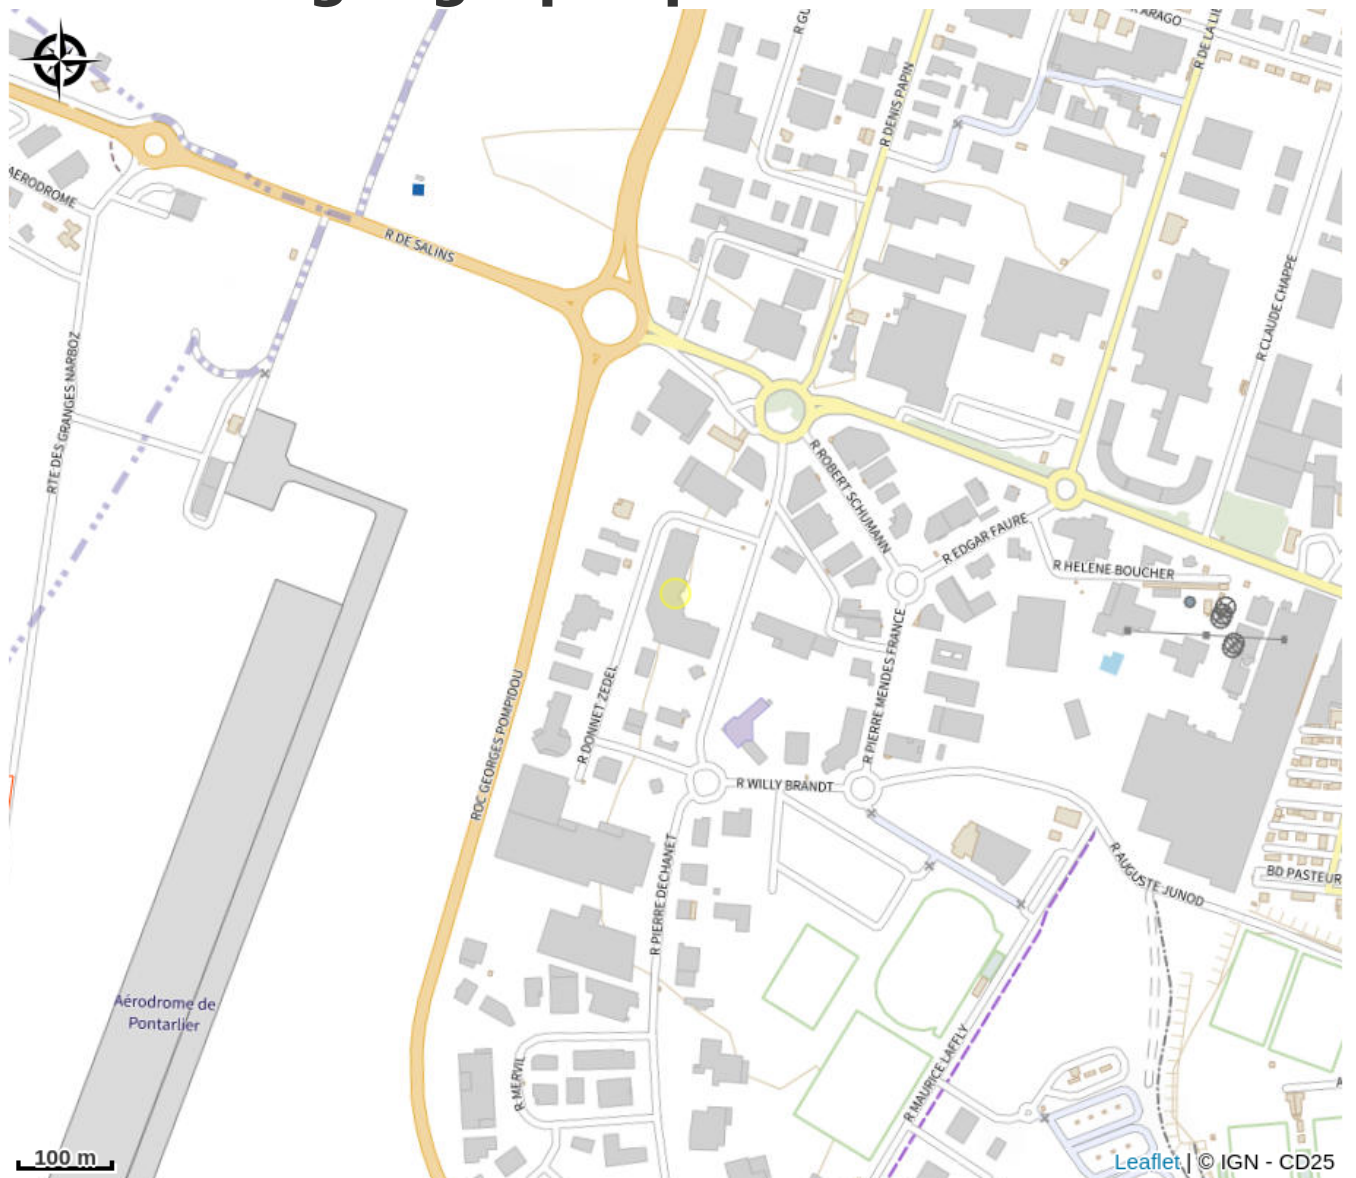 R ARAGO
R DE LA LIE
R GU
R DENIS PAPIN
AERODROME
R DE SALINS
R CLAUDE CHAPPE
RTE DES GRANGES NARBOZ
R ROBERT SCHUMANN
R EDGAR FAURE
R HELENE BOUCHER
R PIERRE MENDES FRANCE
R DONNET ZEDEL
ROC GEORGES POMPIDOU
R WILLY BRANDT
R PIERRE DECHANET
R AUGUSTE JUNOD
BD PASTEUR
Aérodrome de
Pontarlier
R MERVIL
R MAURICE LAFFLY
100 m
Leaflet | © IGN - CD25